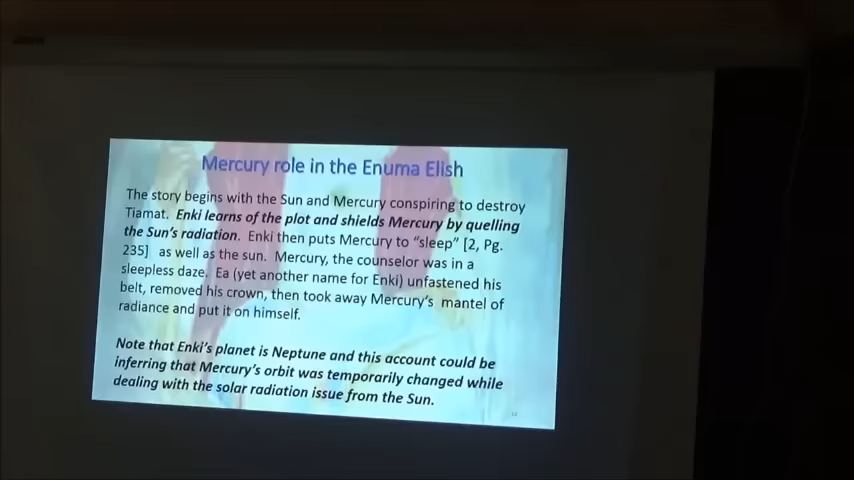 Mercury role in the Enuma Elish
The story begins with the Sun and Mercury conspiring to destroy
Tiamat. Enki learns of the plot and shields Mercury by quelling
the Sun's radiation. Enki then puts Mercury to "sleep" [2, Pg.
235] as well as the sun. Mercury, the counselor was in a
sleepless daze. Ea (yet another name for Enki) unfastened his
belt, removed his crown, then took away Mercury's mantel of
radiance and put it on himself.
Note that Enki's planet is Neptune and this account could be
inferring that Mercury's orbit was temporarily changed while
dealing with the solar radiation issue from the Sun.